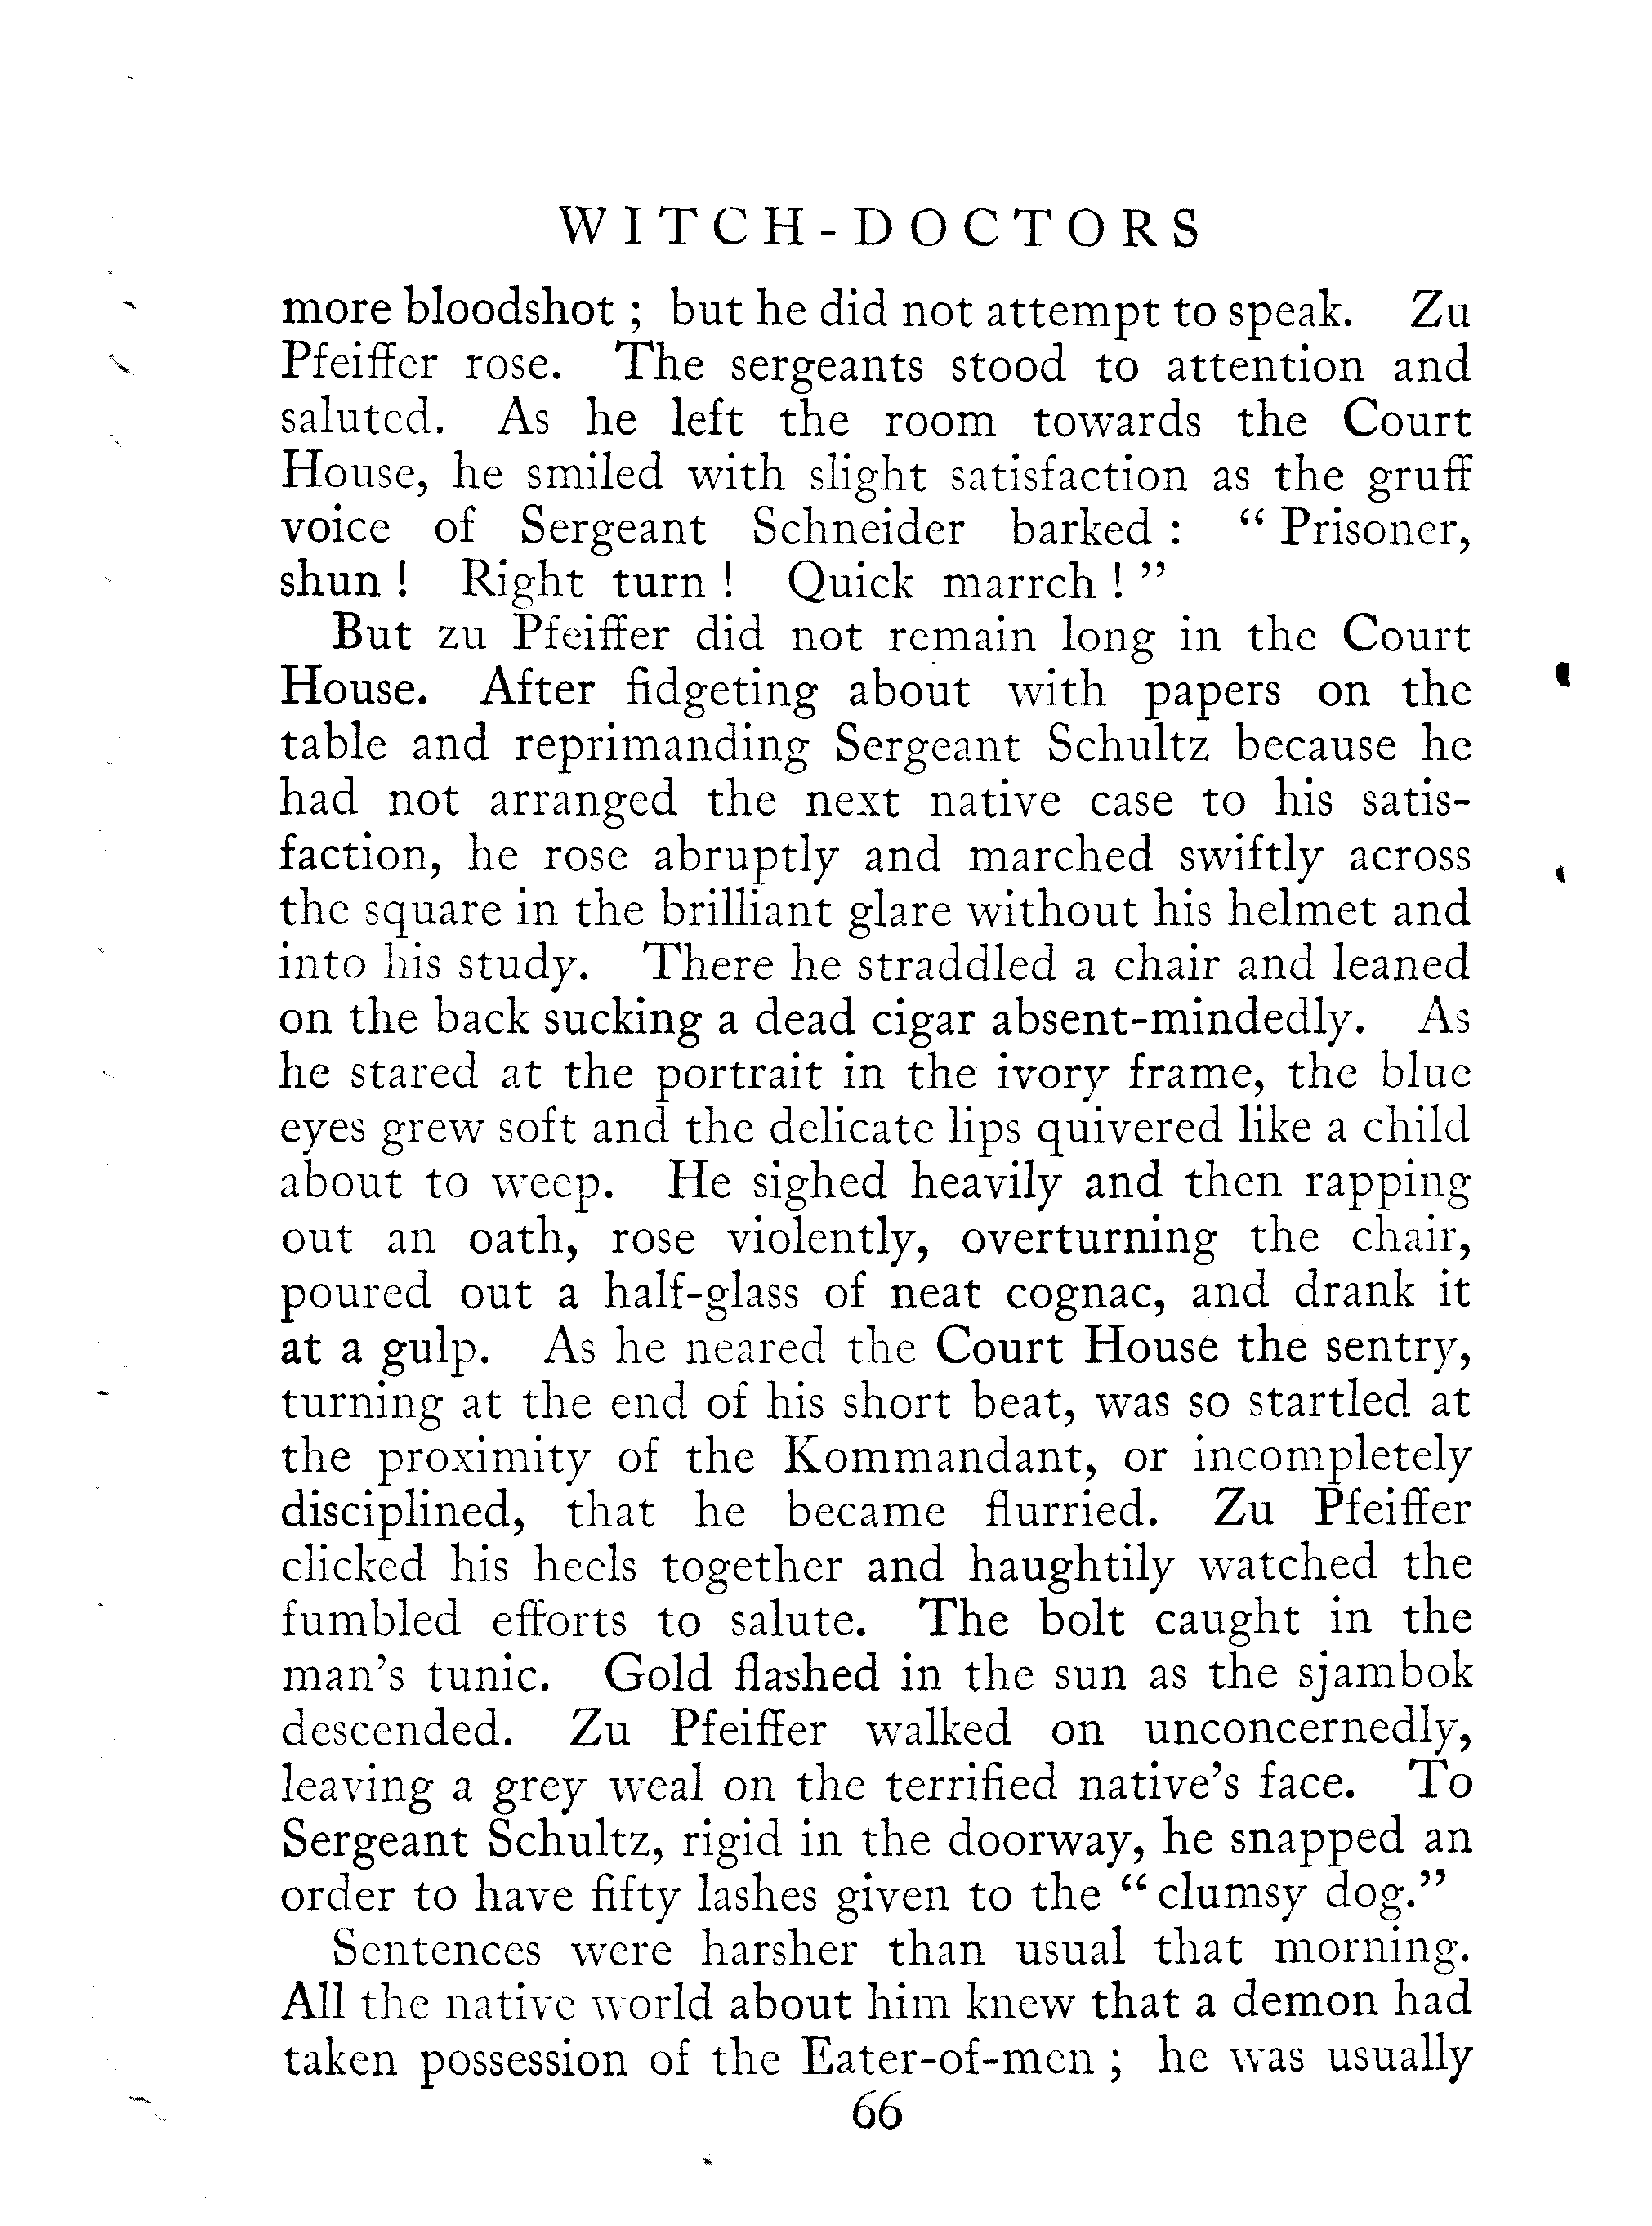 WITCH-DOCTORS
more bloodshot ; but he did not attempt to speak. Zu
Pfeiffer rose. The sergeants stood to attention and
saluted. As he left the room towards the Court
House, he smiled with slight satisfaction as the gruff
voice of Sergeant Schneider barked : “ Prisoner,
shun ! Right turn ! Quick marrch ! ”
But zu Pfeiffer did not remain long in the Court
House. After fidgeting about with papers on the
table and reprimanding Sergeant Schultz because he
had not arranged the next native case to his satis-
faction, he rose abruptly and marched swiftly across
the square in the brilliant glare without his helmet and
into his study. There he straddled a chair and leaned
on the back sucking a dead cigar absent-mindedly. As
he stared at the portrait in the ivory frame, the blue
eyes grew soft and the delicate lips quivered like a child
about to weep. He sighed heavily and then rapping
out an oath, rose violently, overturning the chair,
poured out a half-glass of neat cognac, and drank it
at a gulp. As he neared the Court House the sentry,
turning at the end of his short beat, was so startled at
the proximity of the Kommandant, or incompletely
disciplined, that he became flurried. Zu Pfeiffer
clicked his heels together and haughtily watched the
fumbled efforts to salute. The bolt caught in the
man’s tunic. Gold flashed in the sun as the sjambok
descended. Zu Pfeiffer walked on unconcernedly,
leaving a grey weal on the terrified native’s face. To
Sergeant Schultz, rigid in the doorway, he snapped an
order to have fifty lashes given to the “ clumsy dog.”
Sentences were harsher than usual that morning.
All the native world about him knew that a demon had
taken possession of the Eater-of-men ; he was usually
66